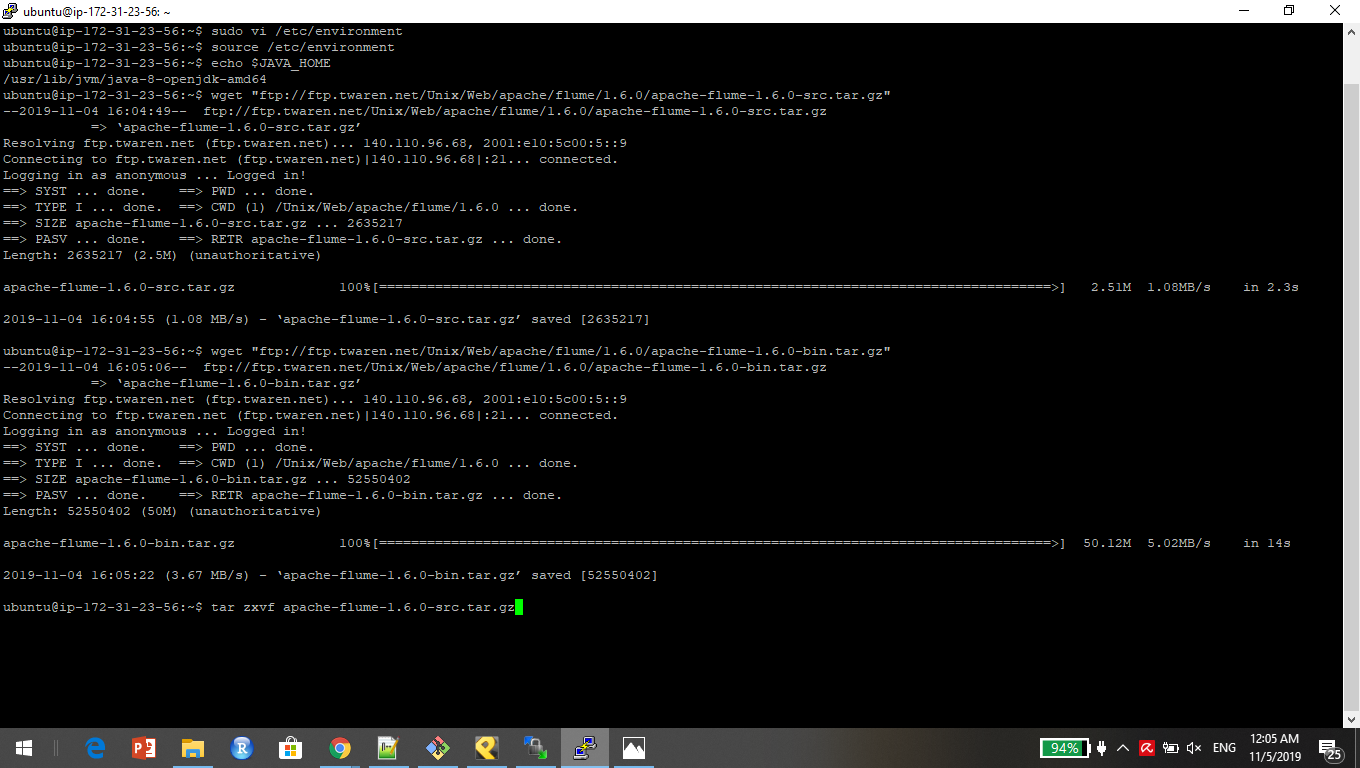 ubuntu@ip-172-31-23-56: ~
ubuntu@ip-172-31-23-56:~$ sudo vi /etc/environment
ubuntu@ip-172-31-23-56:~$ source /etc/environment
ubuntu@ip-172-31-23-56:~$ echo $JAVA_HOME
/usr/lib/jvm/java-8-openjdk-amd64
ubuntu@ip-172-31-23-56:~$ wget "ftp://ftp.twaren.net/Unix/Web/apache/flume/1.6.0/apache-flume-1.6.0-src.tar.gz"
--2019-11-04 16:04:49--  ftp://ftp.twaren.net/Unix/Web/apache/flume/1.6.0/apache-flume-1.6.0-src.tar.gz
           => ‘apache-flume-1.6.0-src.tar.gz’
Resolving ftp.twaren.net (ftp.twaren.net)... 140.110.96.68, 2001:e10:5c00:5::9
Connecting to ftp.twaren.net (ftp.twaren.net)|140.110.96.68|:21... connected.
Logging in as anonymous ... Logged in!
==> SYST ... done.    ==> PWD ... done.
==> TYPE I ... done.  ==> CWD (1) /Unix/Web/apache/flume/1.6.0 ... done.
==> SIZE apache-flume-1.6.0-src.tar.gz ... 2635217
==> PASV ... done.    ==> RETR apache-flume-1.6.0-src.tar.gz ... done.
Length: 2635217 (2.5M) (unauthoritative)
apache-flume-1.6.0-src.tar.gz             100%[====================================================================================>]   2.51M  1.08MB/s    in 2.3s
2019-11-04 16:04:55 (1.08 MB/s) - ‘apache-flume-1.6.0-src.tar.gz’ saved [2635217]
ubuntu@ip-172-31-23-56:~$ wget "ftp://ftp.twaren.net/Unix/Web/apache/flume/1.6.0/apache-flume-1.6.0-bin.tar.gz"
--2019-11-04 16:05:06--  ftp://ftp.twaren.net/Unix/Web/apache/flume/1.6.0/apache-flume-1.6.0-bin.tar.gz
           => ‘apache-flume-1.6.0-bin.tar.gz’
Resolving ftp.twaren.net (ftp.twaren.net)... 140.110.96.68, 2001:e10:5c00:5::9
Connecting to ftp.twaren.net (ftp.twaren.net)|140.110.96.68|:21... connected.
Logging in as anonymous ... Logged in!
==> SYST ... done.    ==> PWD ... done.
==> TYPE I ... done.  ==> CWD (1) /Unix/Web/apache/flume/1.6.0 ... done.
==> SIZE apache-flume-1.6.0-bin.tar.gz ... 52550402
==> PASV ... done.    ==> RETR apache-flume-1.6.0-bin.tar.gz ... done.
Length: 52550402 (50M) (unauthoritative)
apache-flume-1.6.0-bin.tar.gz             100%[====================================================================================>]  50.12M  5.02MB/s    in 14s
2019-11-04 16:05:22 (3.67 MB/s) - ‘apache-flume-1.6.0-bin.tar.gz’ saved [52550402]
ubuntu@ip-172-31-23-56:~$ tar zxvf apache-flume-1.6.0-src.tar.gz
94%
ENG
12:05 AM
11/5/2019
25